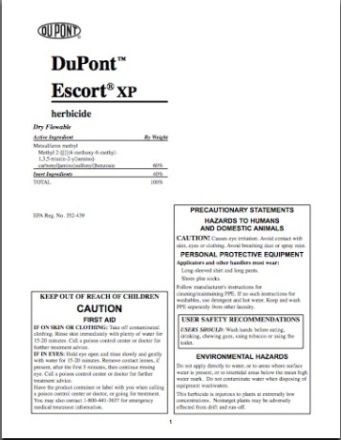 DUPONT
DuPont™
Escort® XP
herbicide
Dry Flowable
Active Ingredient By Weight
Metsulfuron methyl
Methyl 2-[[[[(4-methoxy-6-methyl-
1,3,5-triazin-2-yl)amino]-
carbonyl]amino]sulfonyl]benzoate 60%
Inert Ingredients 40%
TOTAL 100%
EPA Reg. No. 352-439
KEEP OUT OF REACH OF CHILDREN
CAUTION
FIRST AID
IF ON SKIN OR CLOTHING: Take off contaminated
clothing. Rinse skin immediately with plenty of water for
15-20 minutes. Call a poison control center or doctor for
further treatment advice.
IF IN EYES: Hold eye open and rinse slowly and gently
with water for 15-20 minutes. Remove contact lenses, if
present, after the first 5 minutes, then continue rinsing
eye. Call a poison control center or doctor for further
treatment advice.
Have the product container or label with you when calling
a poison control center or doctor, or going for treatment.
You may also contact 1-800-441-3637 for emergency
medical treatment information.
PRECAUTIONARY STATEMENTS
HAZARDS TO HUMANS
AND DOMESTIC ANIMALS
CAUTION! Causes eye irritation. Avoid contact with
skin, eyes or clothing. Avoid breathing dust or spray mist.
PERSONAL PROTECTIVE EQUIPMENT
Applicators and other handlers must wear:
Long-sleeved shirt and long pants.
Shoes plus socks.
Follow manufacturer's instructions for
cleaning/maintaining PPE. If no such instructions for
washables, use detergent and hot water. Keep and wash
PPE separately from other laundry.
USER SAFETY RECOMMENDATIONS
USERS SHOULD: Wash hands before eating,
drinking, chewing gum, using tobacco or using the
toilet.
ENVIRONMENTAL HAZARDS
Do not apply directly to water, or to areas where surface
water is present, or to intertidal areas below the mean high
water mark. Do not contaminate water when disposing of
equipment washwaters.
This herbicide is injurious to plants at extremely low
concentrations. Nontarget plants may be adversely
effected from drift and run-off.
1